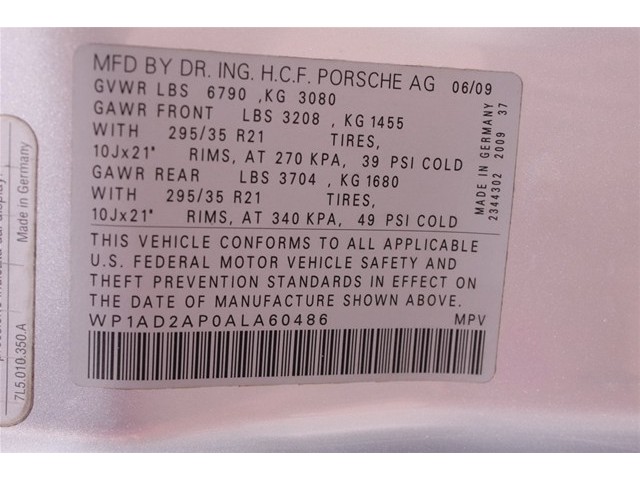 MFD BY DR. ING. H.C.F. PORSCHE AG 06/09
GVWR LBS 6790 ,KG 3080
GAWR FRONT LBS 3208 , KG 1455
WITH 295/35 R21 TIRES,
10Jx21" RIMS, AT 270 KPA, 39 PSI COLD
GAWR REAR LBS 3704 , KG 1680
WITH 295/35 R21 TIRES,
10Jx21" RIMS, AT 340 KPA, 49 PSI COLD
MADE IN GERMANY
2344302 2009 37
THIS VEHICLE CONFORMS TO ALL APPLICABLE
U.S. FEDERAL MOTOR VEHICLE SAFETY AND
THEFT PREVENTION STANDARDS IN EFFECT ON
THE DATE OF MANUFACTURE SHOWN ABOVE.
WP1AD2AP0ALA60486 MPV
Made in Germany
7L5.010.350.A